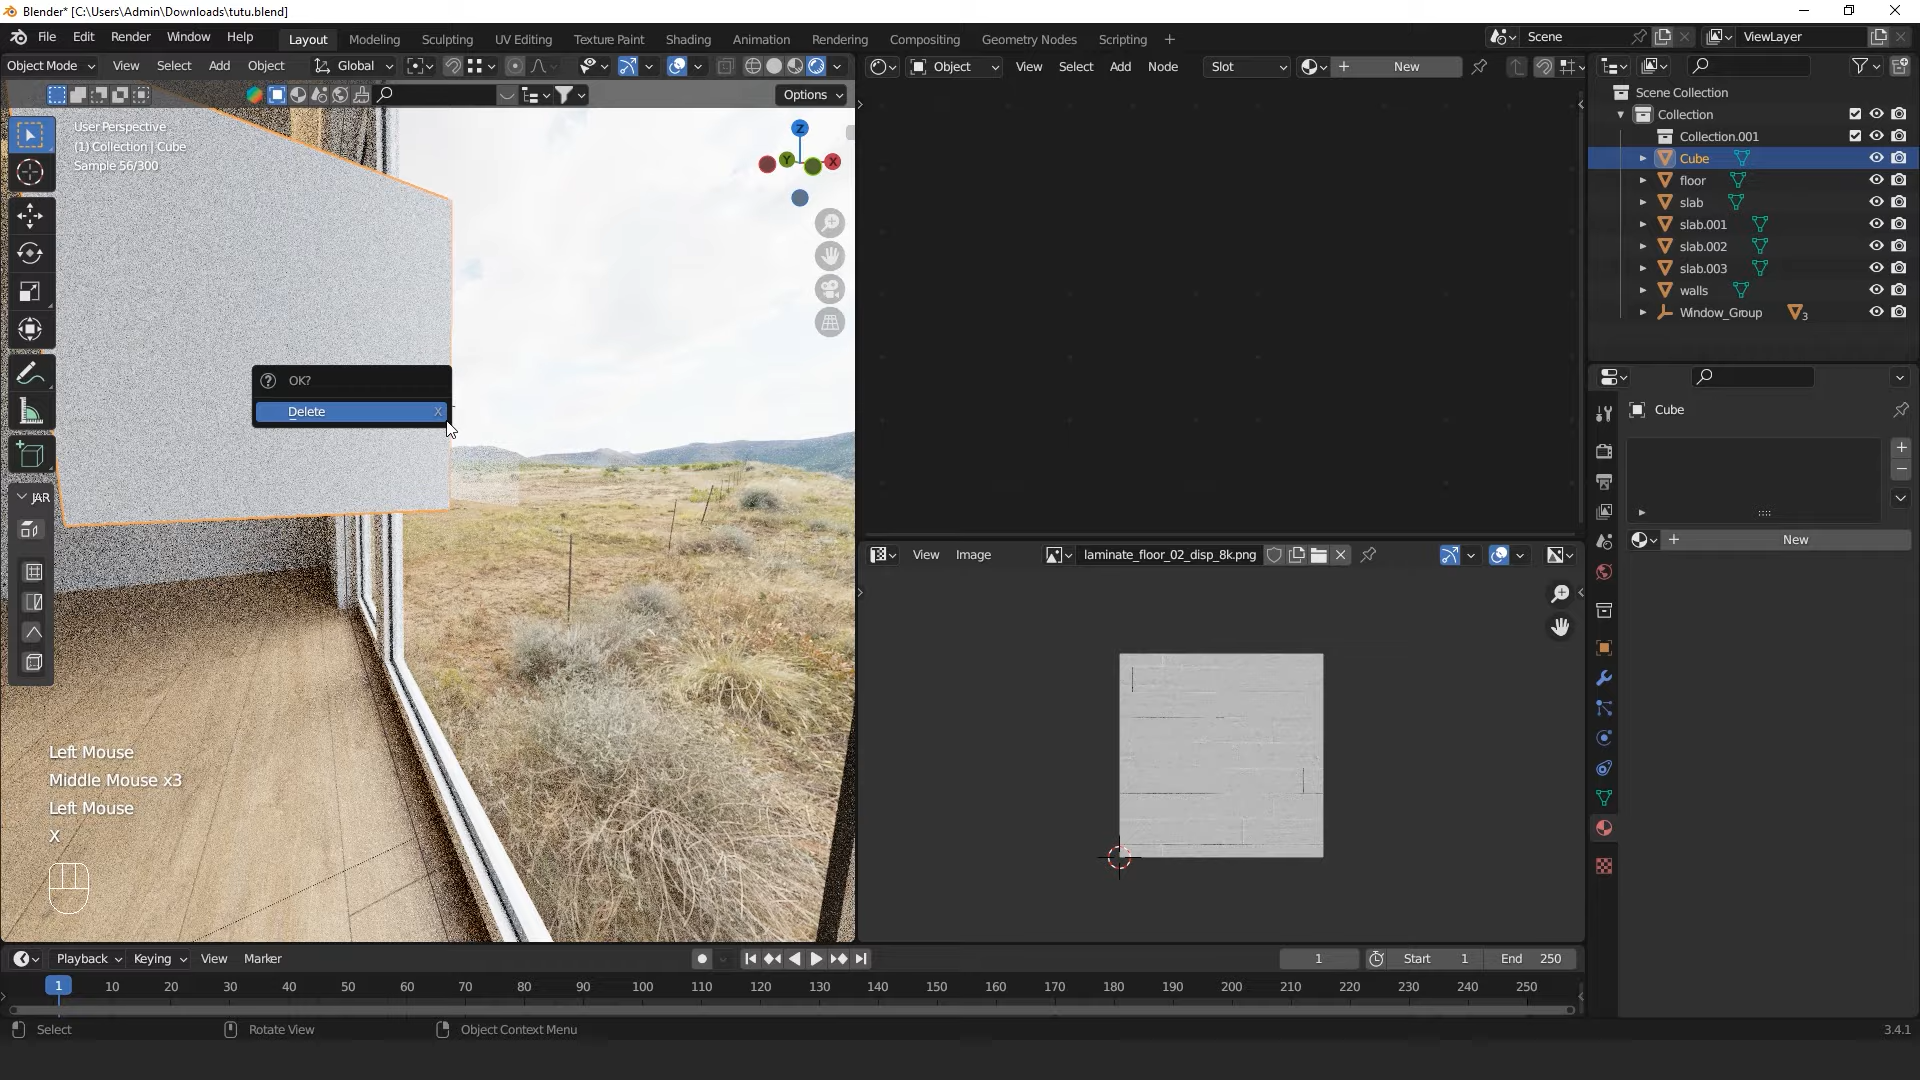 Blender* [C:\Users\Admin\Downloads\tutu.blend]
File Edit Render Window Help Layout Modeling Sculpting UV Editing Texture Paint Shading Animation Rendering Compositing Geometry Nodes Scripting + Scene ViewLayer
Object Mode View Select Add Object Global Object View Select Add Node Slot New
Options
User Perspective
(1) Collection | Cube
Sample 56/300
Z
Y
X
Scene Collection
Collection
Collection.001
Cube
floor
slab
slab.001
slab.002
slab.003
walls
Window_Group 3
OK?
Delete X
JAR
Cube
New
View Image laminate_floor_02_disp_8k.png
Left Mouse
Middle Mouse x3
Left Mouse
X
Playback Keying View Marker 1 Start 1 End 250
1 10 20 30 40 50 60 70 80 90 100 110 120 130 140 150 160 170 180 190 200 210 220 230 240 250
Select Rotate View Object Context Menu 3.4.1